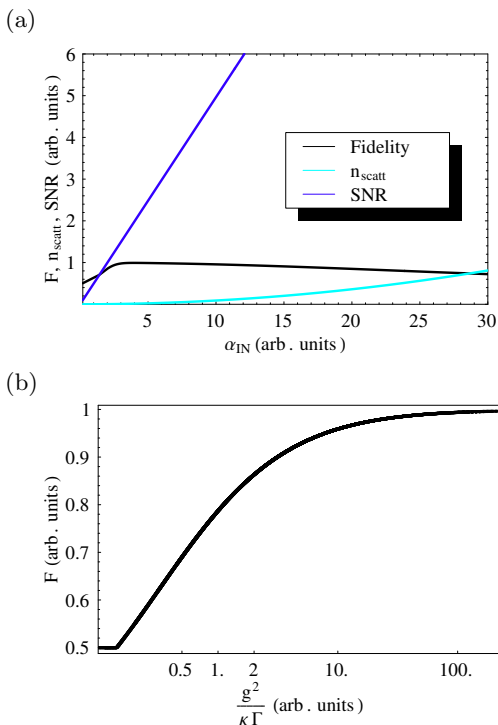 (a)
6
5
4
3
2
1
F, n_scatt, SNR (arb. units)
Fidelity
n_scatt
SNR
5 10 15 20 25 30
α_IN (arb. units)
(b)
1
0.9
0.8
0.7
0.6
0.5
F (arb. units)
0.5 1. 2 10. 100.
g²
κΓ (arb. units)